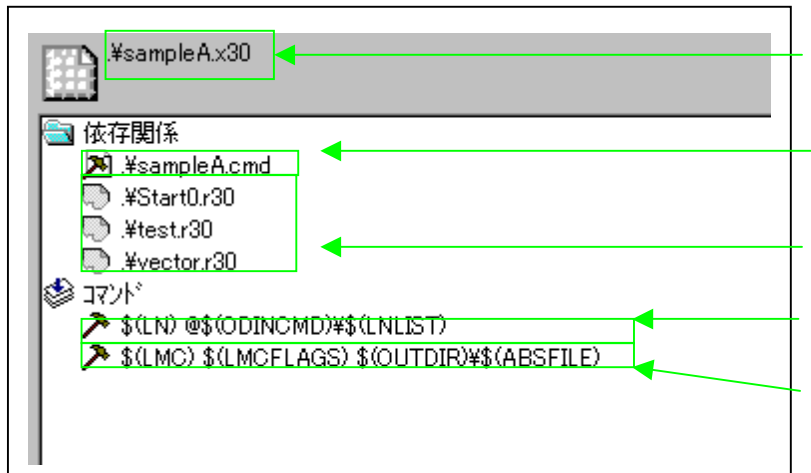 .¥sampleA.x30
依存関係
.¥sampleA.cmd
.¥Start0.r30
.¥test.r30
.¥vector.r30
ｺﾏﾝﾄﾞ
$(LN) @$(ODINCMD)¥$(LNLIST)
$(LMC) $(LMCFLAGS) $(OUTDIR)¥$(ABSFILE)